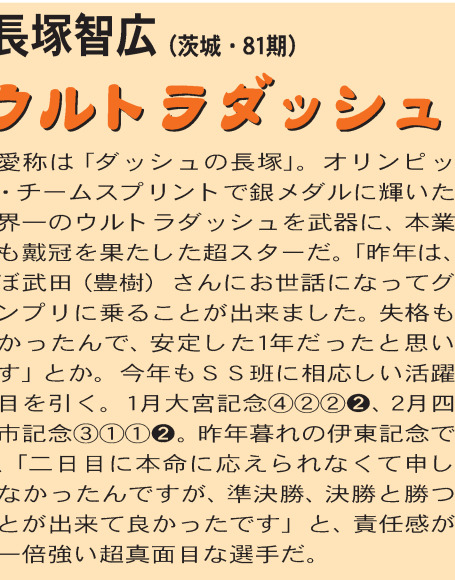 長塚智広（茨城・81期）
ウルトラダッシュ
愛称は「ダッシュの長塚」。オリンピッ
・チームスプリントで銀メダルに輝いた
界一のウルトラダッシュを武器に、本業
も戴冠を果たした超スターだ。「昨年は、
ぼ武田（豊樹）さんにお世話になってグ
ンプリに乗ることが出来ました。失格も
かったんで、安定した1年だったと思い
す」とか。今年もＳＳ班に相応しい活躍
目を引く。1月大宮記念④②②❷、2月四
市記念③①①❷。昨年暮れの伊東記念で
、「二日目に本命に応えられなくて申し
なかったんですが、準決勝、決勝と勝つ
とが出来て良かったです」と、責任感が
一倍強い超真面目な選手だ。